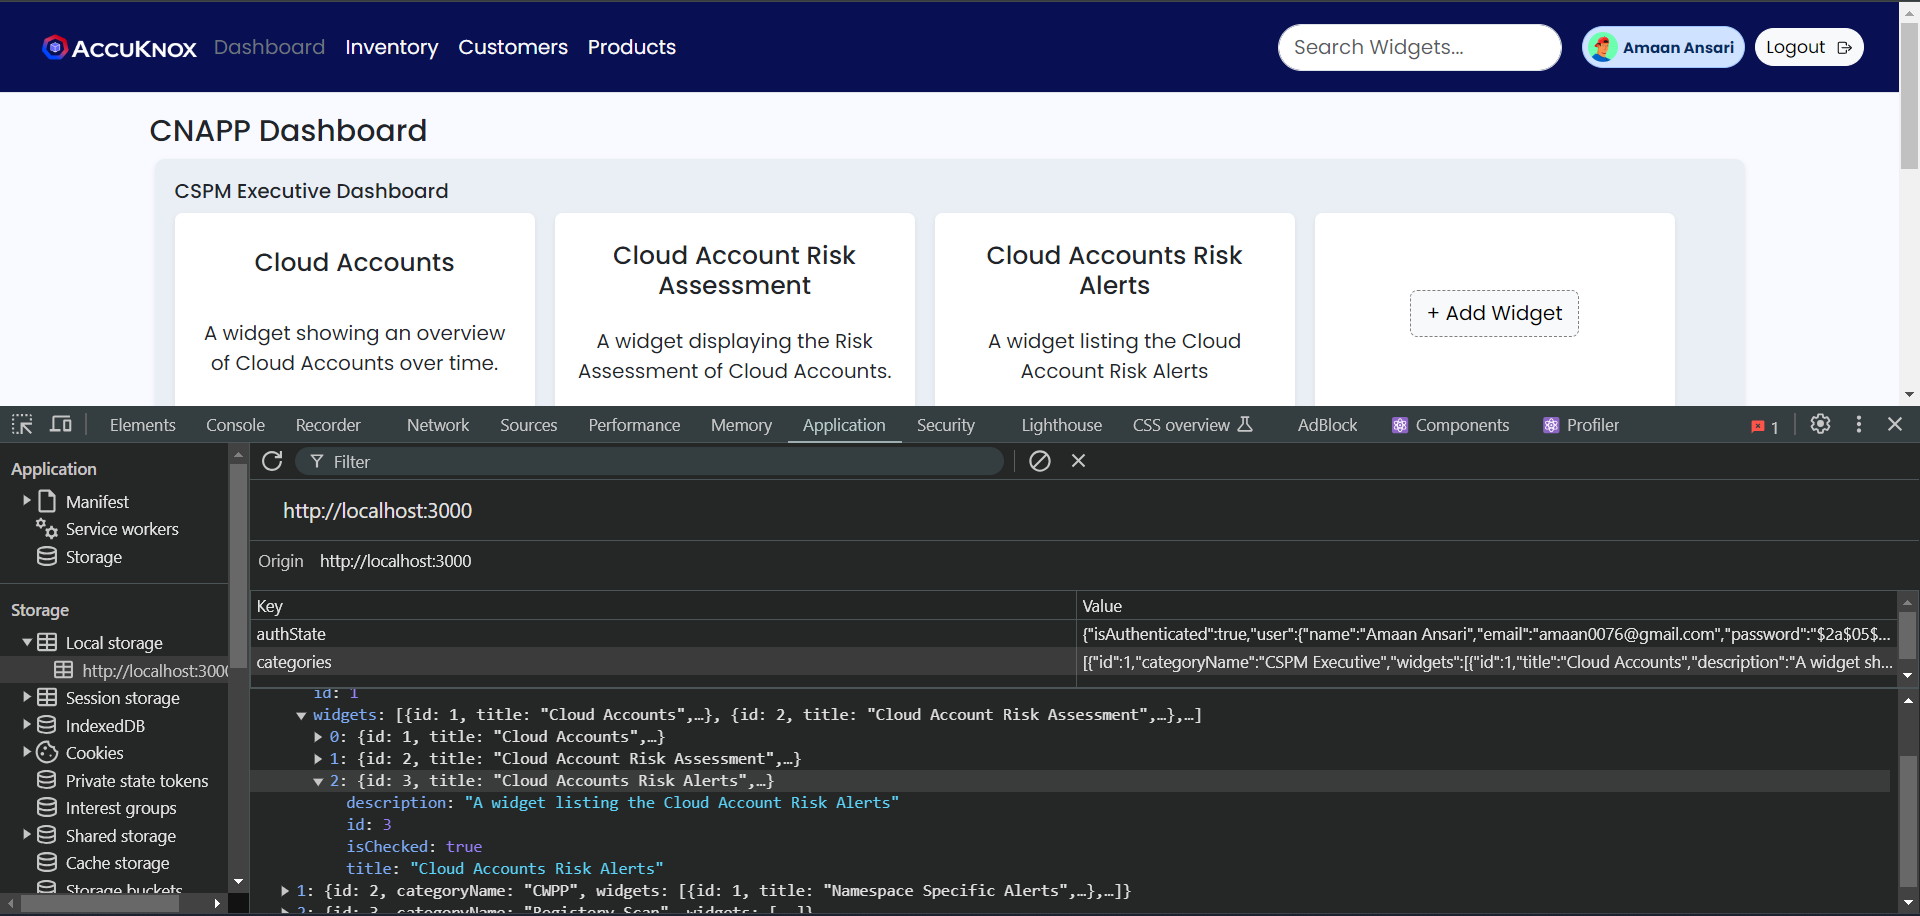 ACCUKNOX Dashboard Inventory Customers Products Search Widgets... Amaan Ansari Logout
CNAPP Dashboard
CSPM Executive Dashboard
Cloud Accounts
A widget showing an overview
of Cloud Accounts over time.
Cloud Account Risk
Assessment
A widget displaying the Risk
Assessment of Cloud Accounts.
Cloud Accounts Risk
Alerts
A widget listing the Cloud
Account Risk Alerts
+ Add Widget
Elements Console Recorder Network Sources Performance Memory Application Security Lighthouse CSS overview AdBlock Components Profiler 1
Application
Manifest
Service workers
Storage
Storage
Local storage
http://localhost:3000
Session storage
IndexedDB
Cookies
Private state tokens
Interest groups
Shared storage
Cache storage
Storage buckets
Filter
http://localhost:3000
Origin http://localhost:3000
Key Value
authState {"isAuthenticated":true,"user":{"name":"Amaan Ansari","email":"amaan0076@gmail.com","password":"$2a$05$...
categories [{"id":1,"categoryName":"CSPM Executive","widgets":[{"id":1,"title":"Cloud Accounts","description":"A widget sh...
id: 1
widgets: [{id: 1, title: "Cloud Accounts",…}, {id: 2, title: "Cloud Account Risk Assessment",…},…]
0: {id: 1, title: "Cloud Accounts",…}
1: {id: 2, title: "Cloud Account Risk Assessment",…}
2: {id: 3, title: "Cloud Accounts Risk Alerts",…}
description: "A widget listing the Cloud Account Risk Alerts"
id: 3
isChecked: true
title: "Cloud Accounts Risk Alerts"
1: {id: 2, categoryName: "CWPP", widgets: [{id: 1, title: "Namespace Specific Alerts",…},…]}
2: {id: 3, categoryName: "Registory Scan", widgets: [,…]}